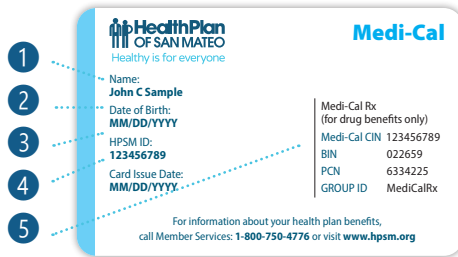 HealthPlan
OF SAN MATEO
Healthy is for everyone
Medi-Cal
1
Name:
John C Sample
2
Date of Birth:
MM/DD/YYYY
3
HPSM ID:
123456789
4
Card Issue Date:
MM/DD/YYYY
5
Medi-Cal Rx
(for drug benefits only)
Medi-Cal CIN 123456789
BIN 022659
PCN 6334225
GROUP ID MediCalRx
For information about your health plan benefits,
call Member Services: 1-800-750-4776 or visit www.hpsm.org